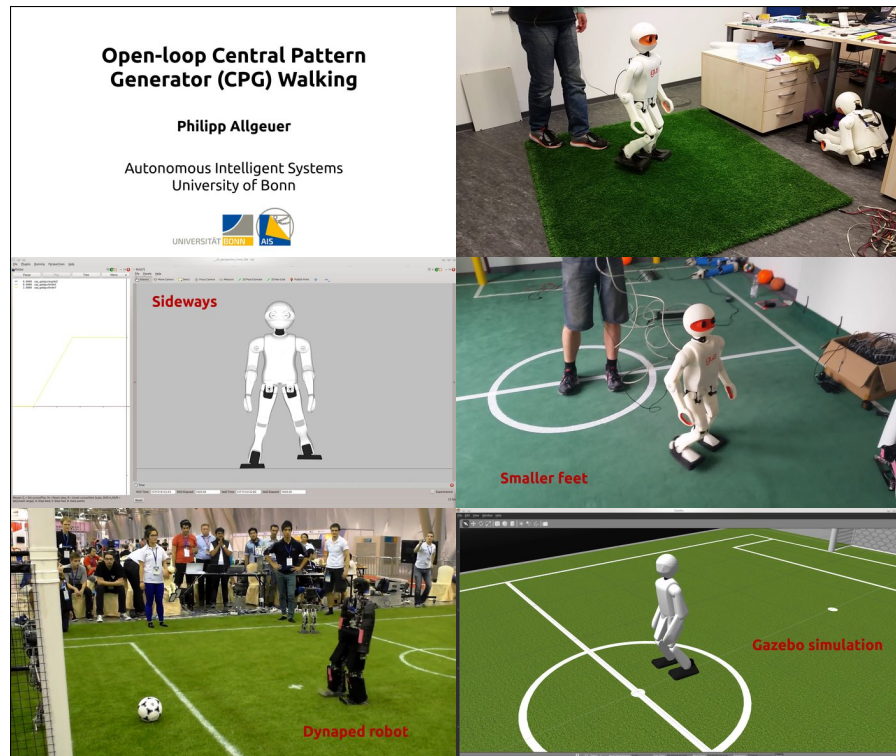 Open-loop Central Pattern
Generator (CPG) Walking
Philipp Allgeuer
Autonomous Intelligent Systems
University of Bonn
UNIVERSITÄT BONN AIS
Sideways
Smaller feet
Dynaped robot
Gazebo simulation